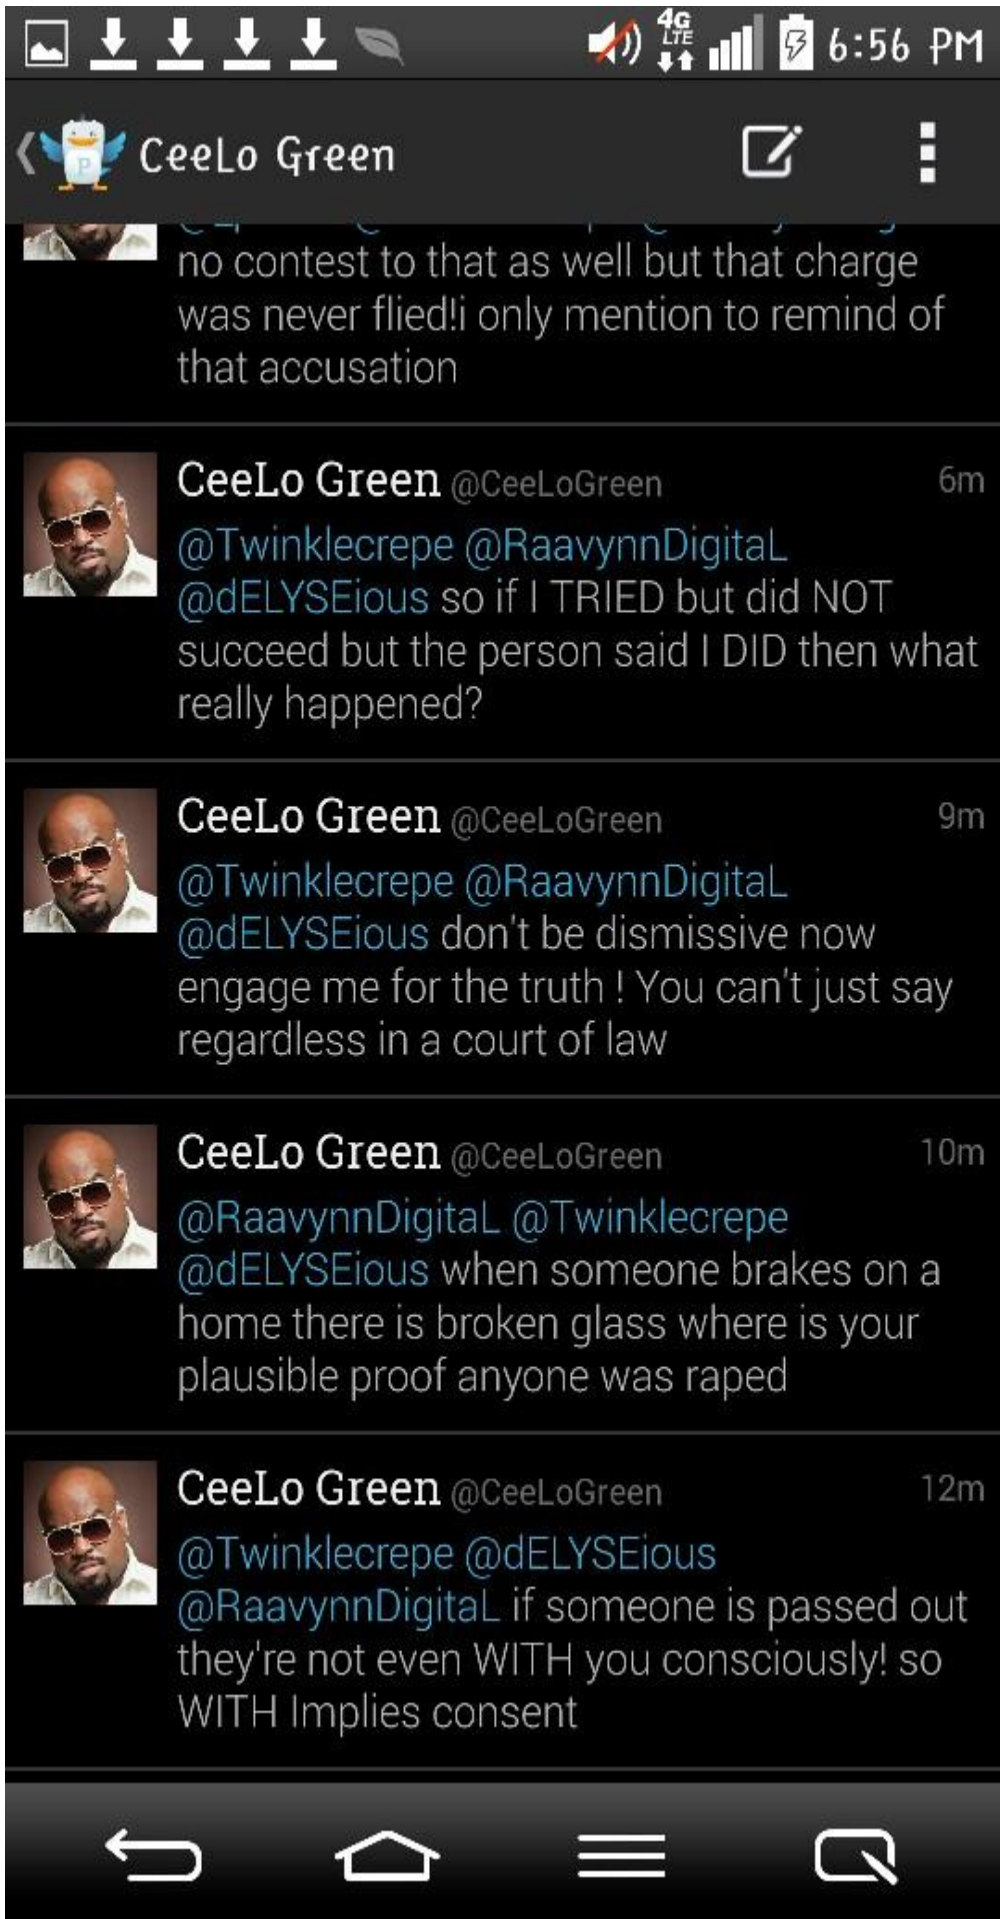 4G
LTE
6:56 PM
P
CeeLo Green
no contest to that as well but that charge
was never flied!i only mention to remind of
that accusation
CeeLo Green @CeeLoGreen 6m
@Twinklecrepe @RaavynnDigitaL
@dELYSEious so if I TRIED but did NOT
succeed but the person said I DID then what
really happened?
CeeLo Green @CeeLoGreen 9m
@Twinklecrepe @RaavynnDigitaL
@dELYSEious don't be dismissive now
engage me for the truth ! You can't just say
regardless in a court of law
CeeLo Green @CeeLoGreen 10m
@RaavynnDigitaL @Twinklecrepe
@dELYSEious when someone brakes on a
home there is broken glass where is your
plausible proof anyone was raped
CeeLo Green @CeeLoGreen 12m
@Twinklecrepe @dELYSEious
@RaavynnDigitaL if someone is passed out
they're not even WITH you consciously! so
WITH Implies consent